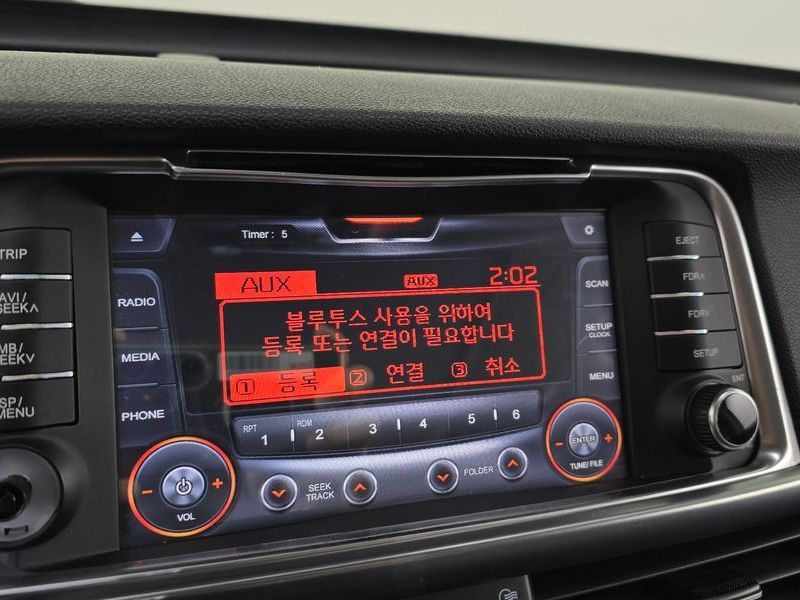 Timer : 5
TRIP
NAVI/
SEEK∧
MB/
SEEK∨
DISP/
MENU
RADIO
MEDIA
PHONE
AUX AUX 2:02
블루투스 사용을 위하여
등록 또는 연결이 필요합니다
① 등록 ② 연결 ③ 취소
SCAN
SETUP
CLOCK
MENU
EJECT
FDR∧
FDR∨
SETUP
ENT
RPT RDM
1 2 3 4 5 6
VOL
SEEK
TRACK
FOLDER
ENTER
TUNE/ FILE